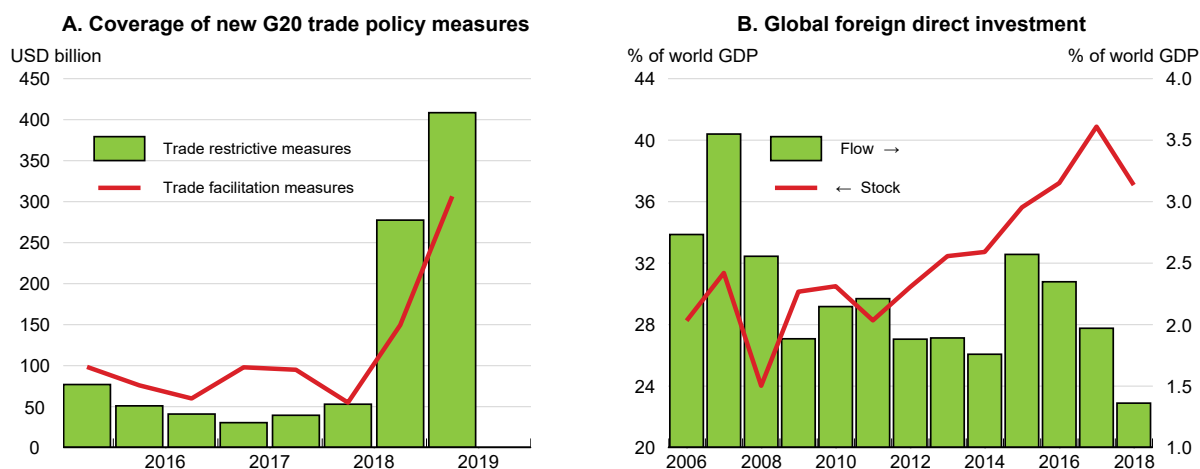 A. Coverage of new G20 trade policy measures
USD billion
450
400
350
300
250
200
150
100
50
0
Trade restrictive measures
Trade facilitation measures
2016 2017 2018 2019
B. Global foreign direct investment
% of world GDP % of world GDP
44 4.0
40 3.5
36 3.0
32 2.5
28 2.0
24 1.5
20 1.0
Flow →
← Stock
2006 2008 2010 2012 2014 2016 2018